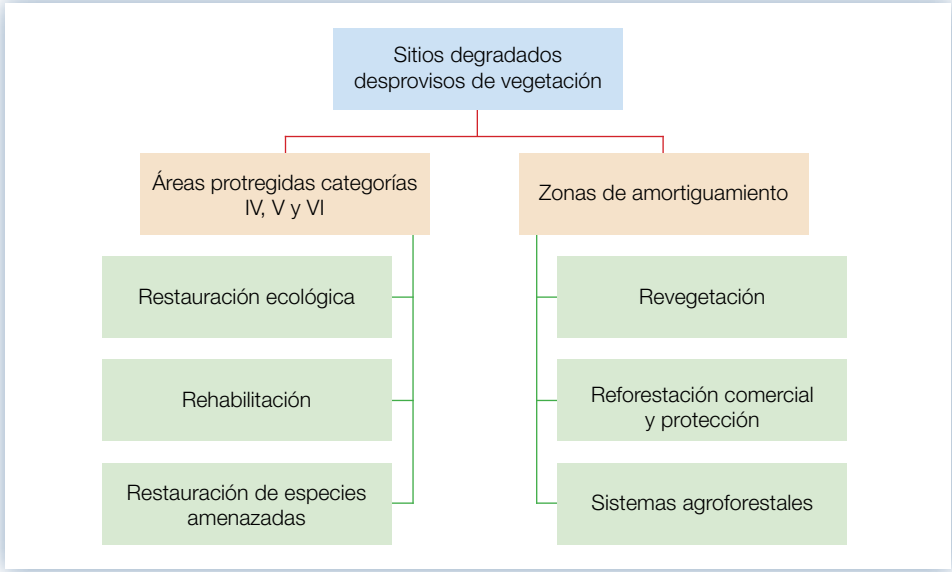 Sitios degradados
desprovisos de vegetación
Áreas protregidas categorías
IV, V y VI
Restauración ecológica
Rehabilitación
Restauración de especies
amenazadas
Zonas de amortiguamiento
Revegetación
Reforestación comercial
y protección
Sistemas agroforestales